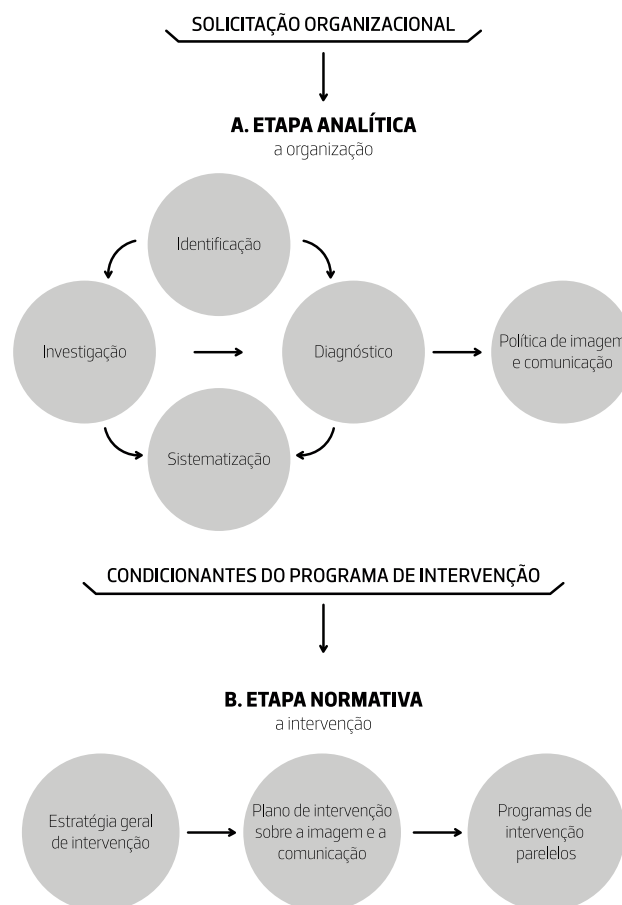 SOLICITAÇÃO ORGANIZACIONAL
A. ETAPA ANALÍTICA
a organização
Identificação
Investigação
Diagnóstico
Política de imagem
e comunicação
Sistematização
CONDICIONANTES DO PROGRAMA DE INTERVENÇÃO
B. ETAPA NORMATIVA
a intervenção
Estratégia geral
de intervenção
Plano de intervenção
sobre a imagem e a
comunicação
Programas de
intervenção
parelelos